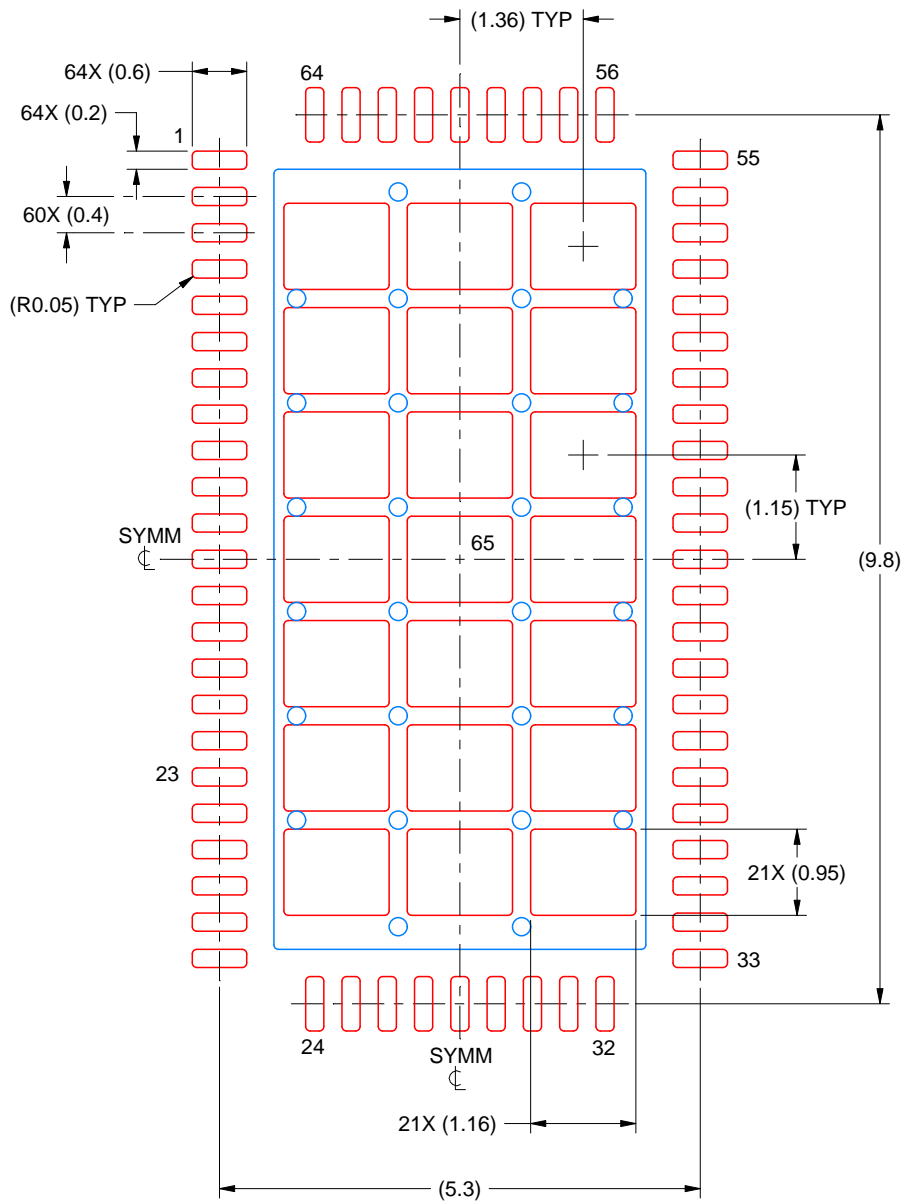 (1.36) TYP
64X (0.6)
64
56
64X (0.2)
1
55
60X (0.4)
(R0.05) TYP
(1.15) TYP
SYMM
65
(9.8)
23
21X (0.95)
33
24
32
SYMM
21X (1.16)
(5.3)